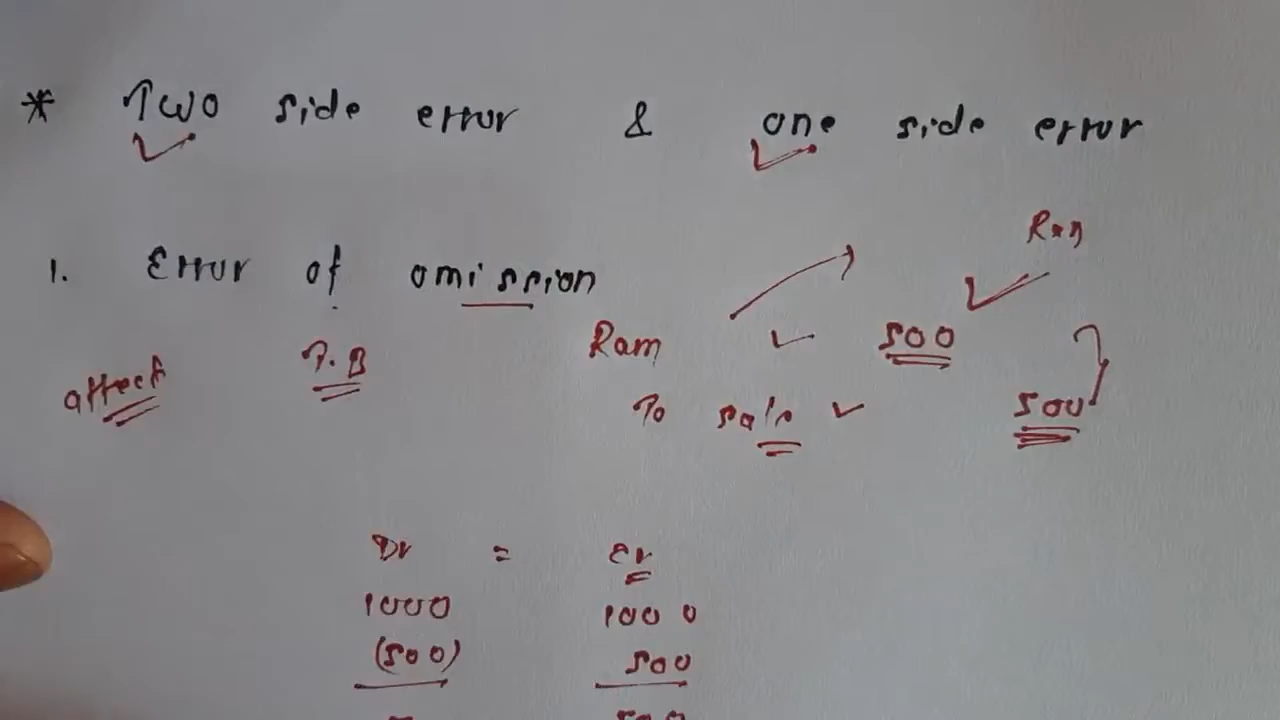 * Two side error & one side error
Ram
1. Error of omission
Ram 500
affect T.B
To sale 500
Dr = Cr
1000 1000
(500) 500